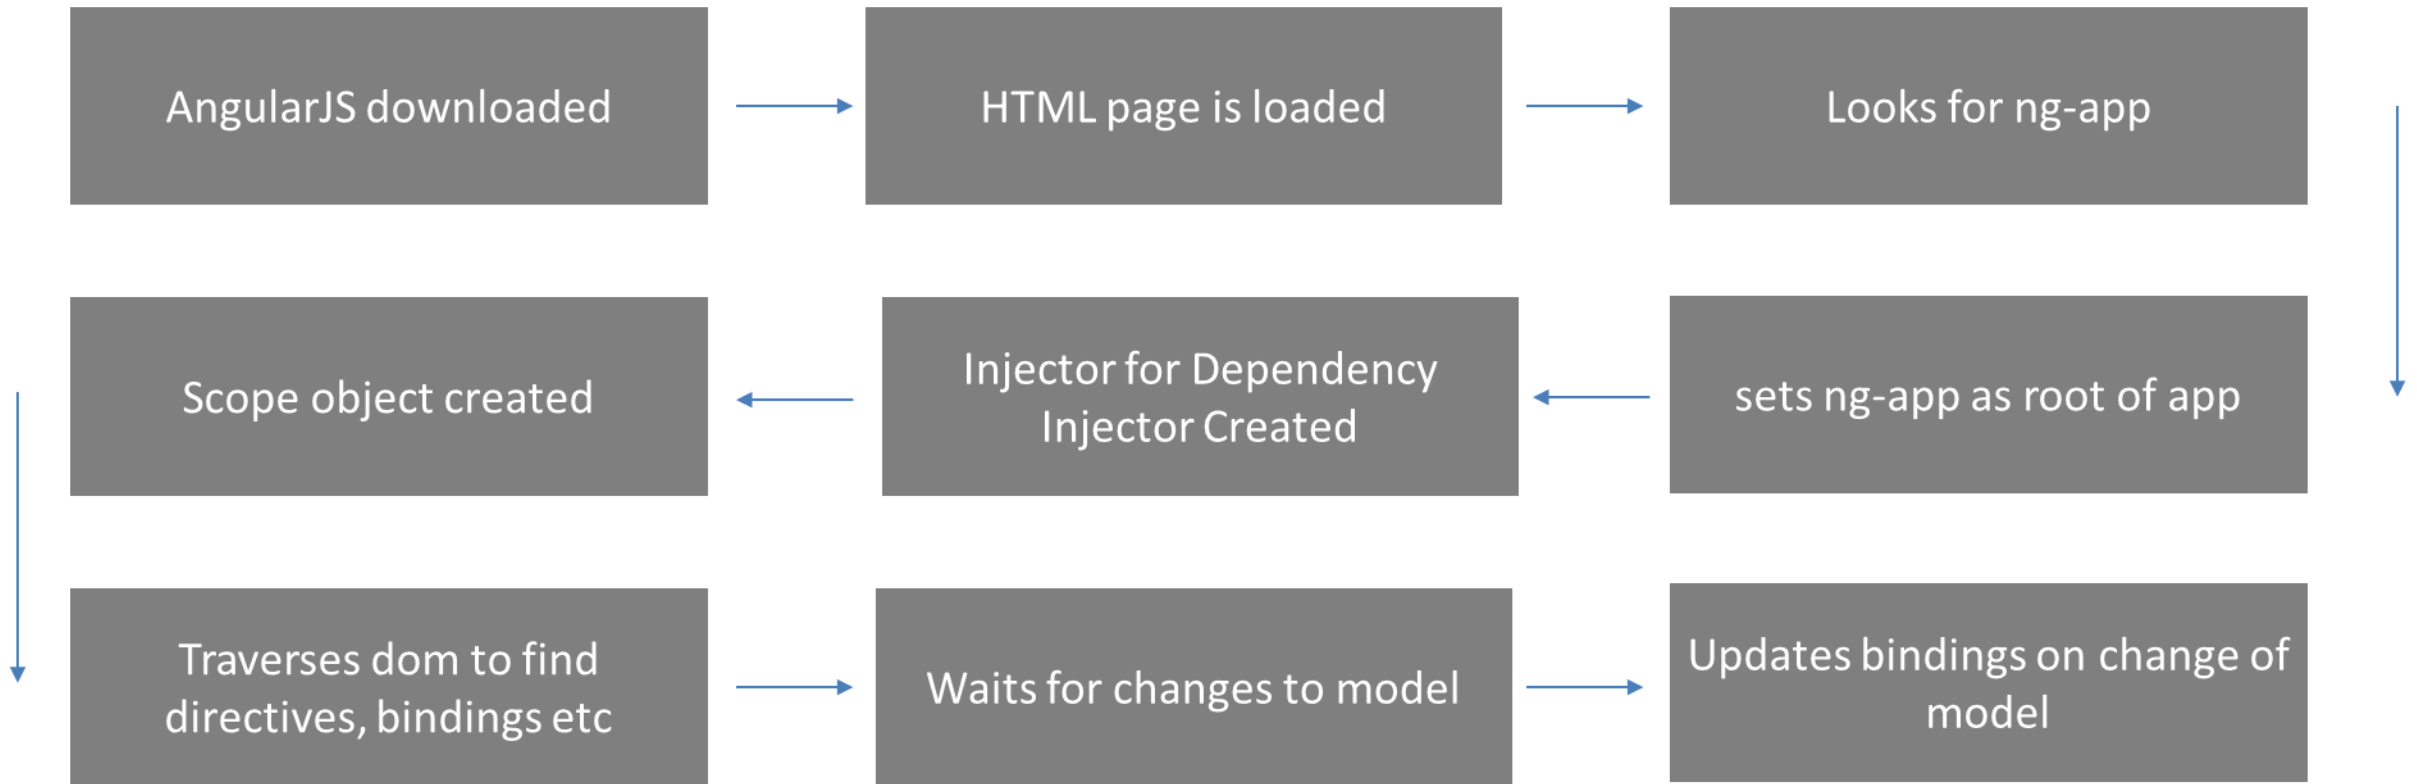 AngularJS downloaded
HTML page is loaded
Looks for ng-app
sets ng-app as root of app
Injector for Dependency
Injector Created
Scope object created
Traverses dom to find
directives, bindings etc
Waits for changes to model
Updates bindings on change of
model